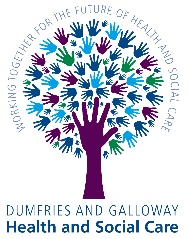 WORKING TOGETHER FOR THE FUTURE OF HEALTH AND SOCIAL CARE
DUMFRIES AND GALLOWAY
Health and Social Care